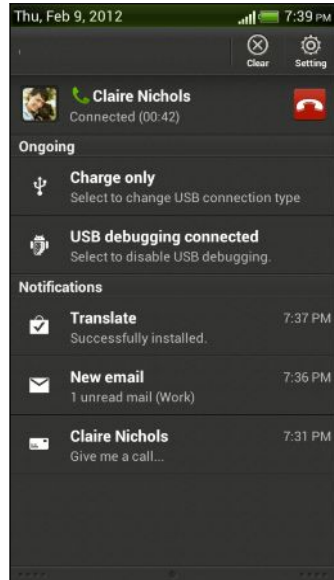 Thu, Feb 9, 2012 7:39 PM
Clear Setting
Claire Nichols
Connected (00:42)
Ongoing
Charge only
Select to change USB connection type
USB debugging connected
Select to disable USB debugging.
Notifications
Translate 7:37 PM
Successfully installed.
New email 7:36 PM
1 unread mail (Work)
Claire Nichols 7:31 PM
Give me a call...